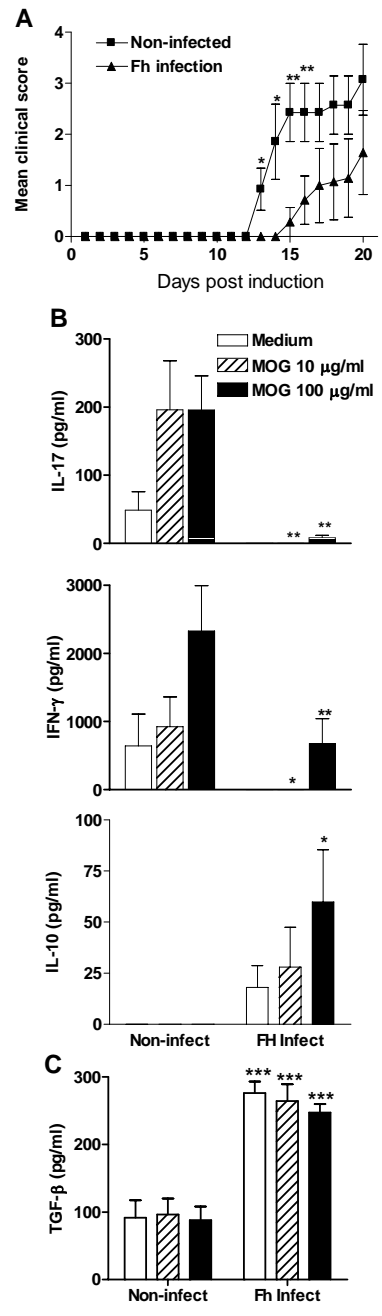 A
Non-infected
Fh infection
Mean clinical score
4
3
2
1
0
* * ** **
0 5 10 15 20
Days post induction
B
Medium
MOG 10 µg/ml
MOG 100 µg/ml
IL-17 (pg/ml)
300
200
100
0
** **
IFN-γ (pg/ml)
3000
2000
1000
0
* **
IL-10 (pg/ml)
100
75
50
25
0
*
Non-infect FH Infect
C
TGF-β (pg/ml)
300
200
100
0
*** *** ***
Non-infect Fh Infect